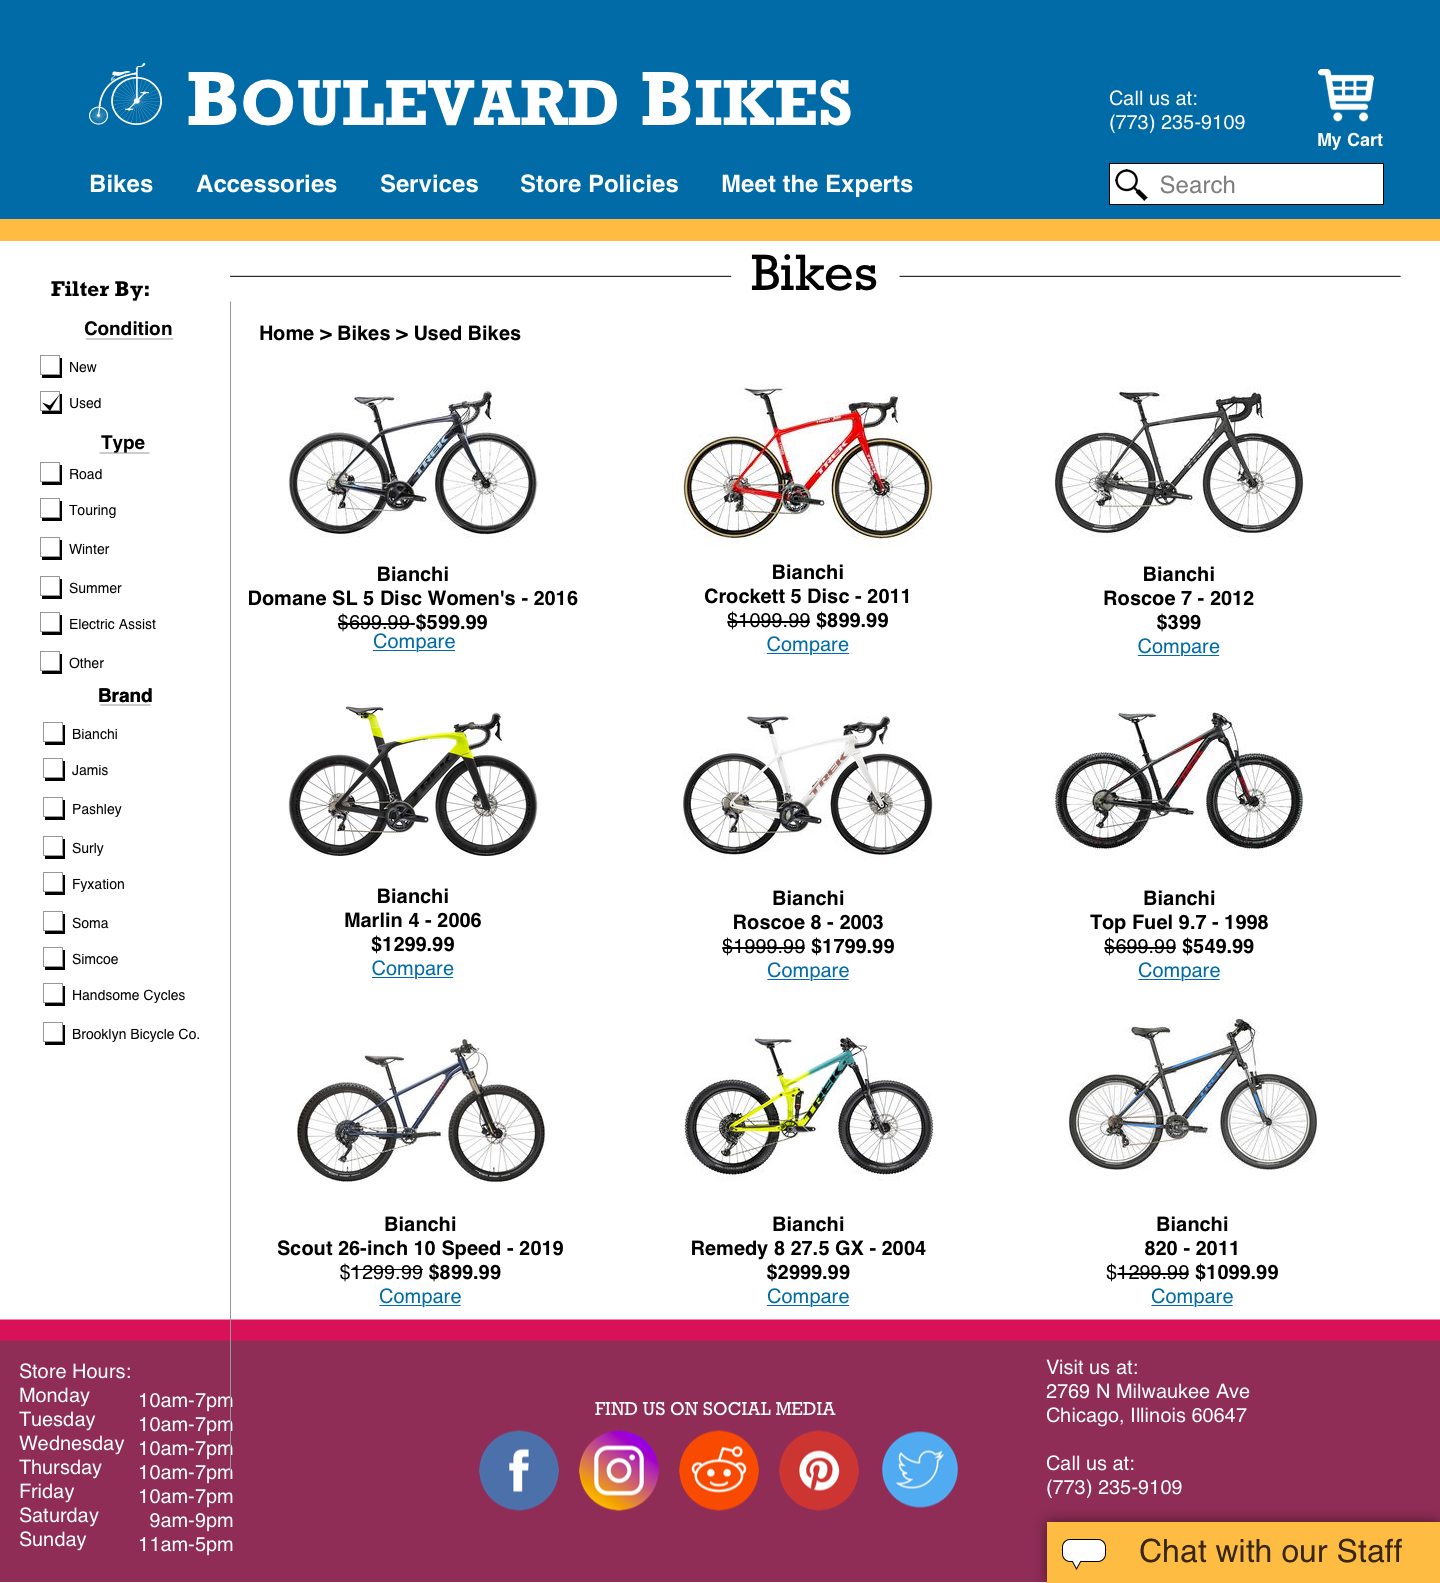 BOULEVARD BIKES
Call us at:
(773) 235-9109
My Cart
Bikes Accessories Services Store Policies Meet the Experts
Search
Bikes
Filter By:
Condition
New
Used
Type
Road
Touring
Winter
Summer
Electric Assist
Other
Brand
Bianchi
Jamis
Pashley
Surly
Fyxation
Soma
Simcoe
Handsome Cycles
Brooklyn Bicycle Co.
Home > Bikes > Used Bikes
TREK
Bianchi
Domane SL 5 Disc Women's - 2016
$699.99 $599.99
Compare
TREK
Bianchi
Crockett 5 Disc - 2011
$1099.99 $899.99
Compare
Bianchi
Roscoe 7 - 2012
$399
Compare
Bianchi
Marlin 4 - 2006
$1299.99
Compare
TREK
Bianchi
Roscoe 8 - 2003
$1999.99 $1799.99
Compare
Bianchi
Top Fuel 9.7 - 1998
$699.99 $549.99
Compare
Bianchi
Scout 26-inch 10 Speed - 2019
$1299.99 $899.99
Compare
TREK
Bianchi
Remedy 8 27.5 GX - 2004
$2999.99
Compare
TREK
Bianchi
820 - 2011
$1299.99 $1099.99
Compare
Store Hours:
Monday 10am-7pm
Tuesday 10am-7pm
Wednesday 10am-7pm
Thursday 10am-7pm
Friday 10am-7pm
Saturday 9am-9pm
Sunday 11am-5pm
FIND US ON SOCIAL MEDIA
Visit us at:
2769 N Milwaukee Ave
Chicago, Illinois 60647
Call us at:
(773) 235-9109
Chat with our Staff